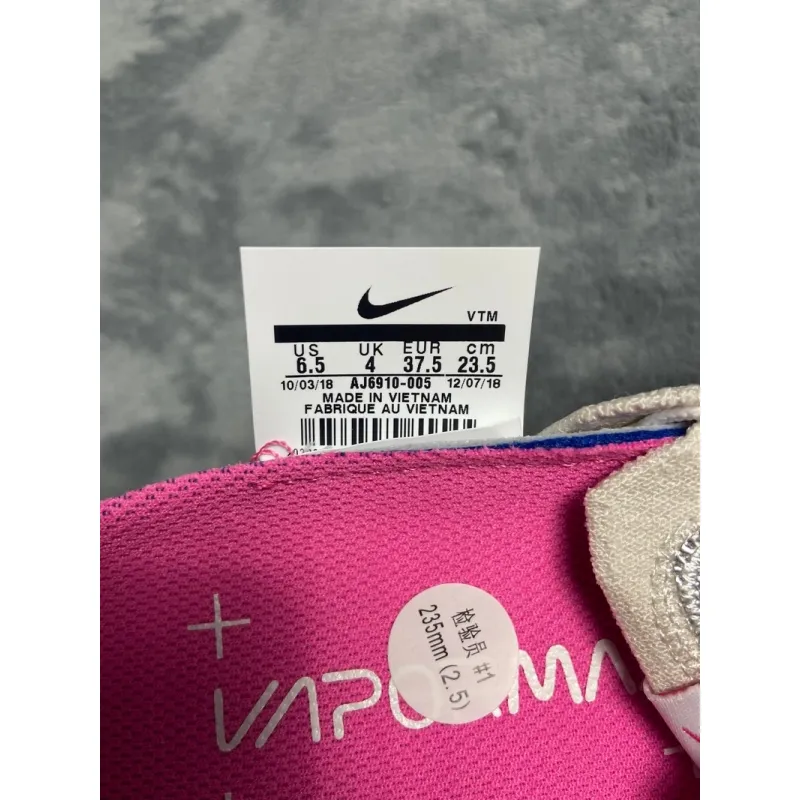 VTM
US UK EUR cm
6.5 4 37.5 23.5
10/03/18 AJ6910-005 12/07/18
MADE IN VIETNAM
FABRIQUE AU VIETNAM
检验员 #1
235mm (2.5)